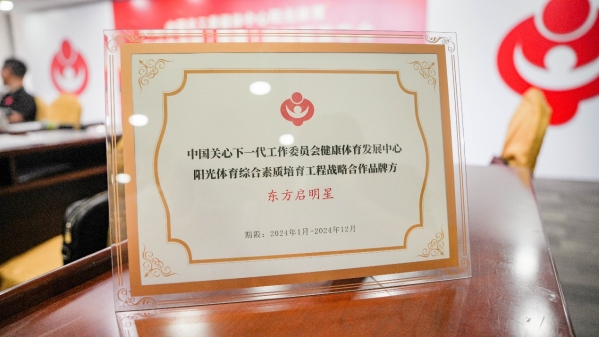 中国关心下一代工作委员会健康体育发展中心
阳光体育综合素质培育工程战略合作品牌方
东方启明星
期限：2024年1月-2024年12月